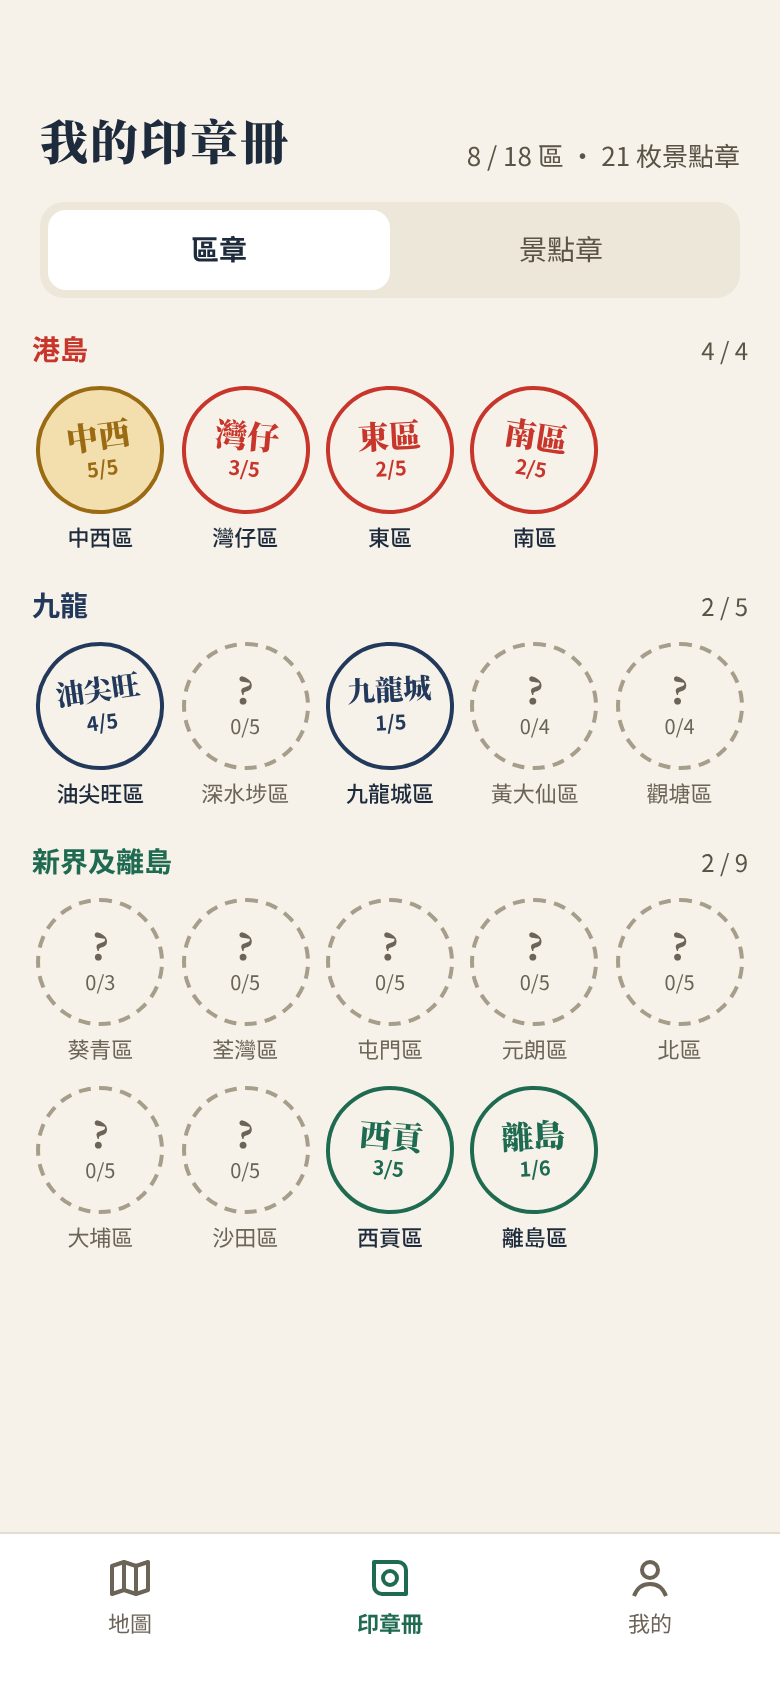 我的印章冊
8 / 18 區 · 21 枚景點章
區章 景點章
港島 4 / 4
中西 灣仔 東區 南區
5/5 3/5 2/5 2/5
中西區 灣仔區 東區 南區
九龍 2 / 5
油尖旺 ? 九龍城 ? ?
4/5 0/5 1/5 0/4 0/4
油尖旺區 深水埗區 九龍城區 黃大仙區 觀塘區
新界及離島 2 / 9
? ? ? ? ?
0/3 0/5 0/5 0/5 0/5
葵青區 荃灣區 屯門區 元朗區 北區
? ? 西貢 離島
0/5 0/5 3/5 1/6
大埔區 沙田區 西貢區 離島區
地圖 印章冊 我的